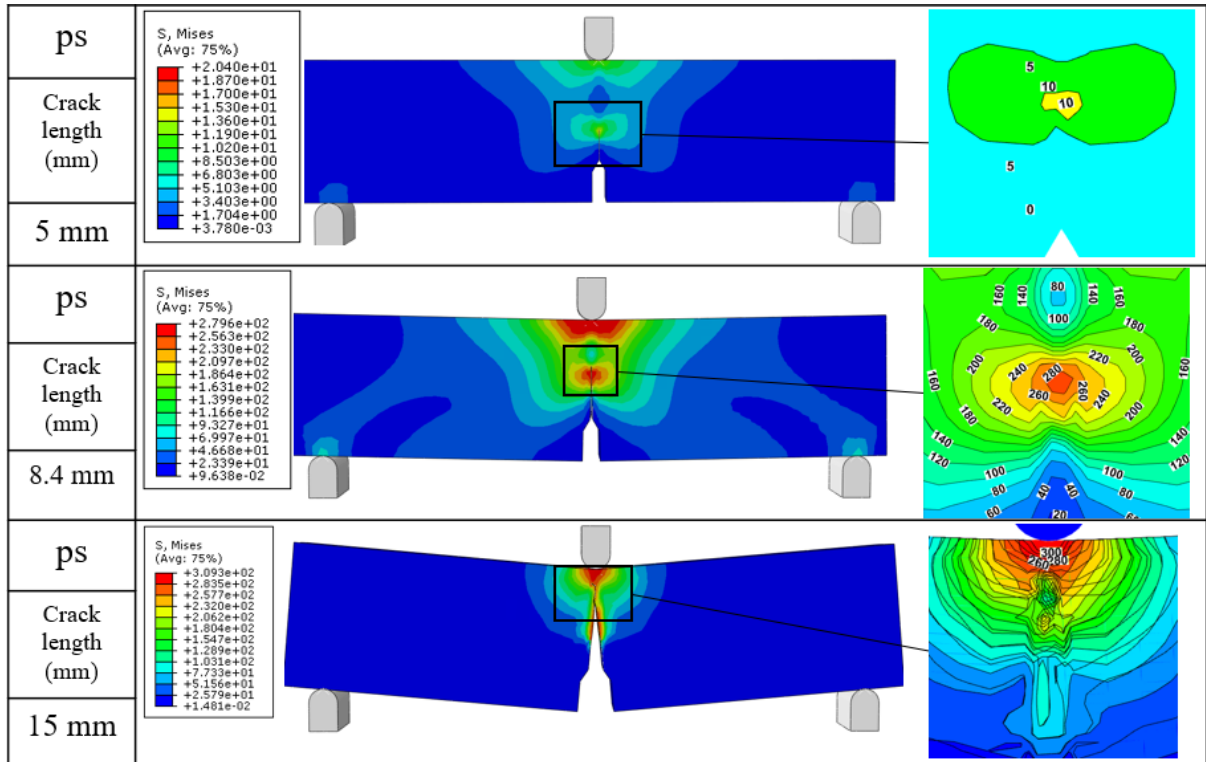 ps
Crack
length
(mm)
5 mm
S, Mises
(Avg: 75%)
+2.040e+01
+1.870e+01
+1.700e+01
+1.530e+01
+1.360e+01
+1.190e+01
+1.020e+01
+8.503e+00
+6.803e+00
+5.103e+00
+3.403e+00
+1.704e+00
+3.780e-03
5
10
10
5
0
ps
Crack
length
(mm)
8.4 mm
S, Mises
(Avg: 75%)
+2.796e+02
+2.563e+02
+2.330e+02
+2.097e+02
+1.864e+02
+1.631e+02
+1.399e+02
+1.166e+02
+9.327e+01
+6.997e+01
+4.668e+01
+2.339e+01
+9.638e-02
160 140 80 140 160
180 100 180
200 220 160
160 200 240 280 240
220 260 260 200
180 180
140 140
120 100 100 120
80 40 40 80
60 20 60
ps
Crack
length
(mm)
15 mm
S, Mises
(Avg: 75%)
+3.093e+02
+2.835e+02
+2.577e+02
+2.320e+02
+2.062e+02
+1.804e+02
+1.547e+02
+1.289e+02
+1.031e+02
+7.733e+01
+5.156e+01
+2.579e+01
+1.481e-02
300
260 280